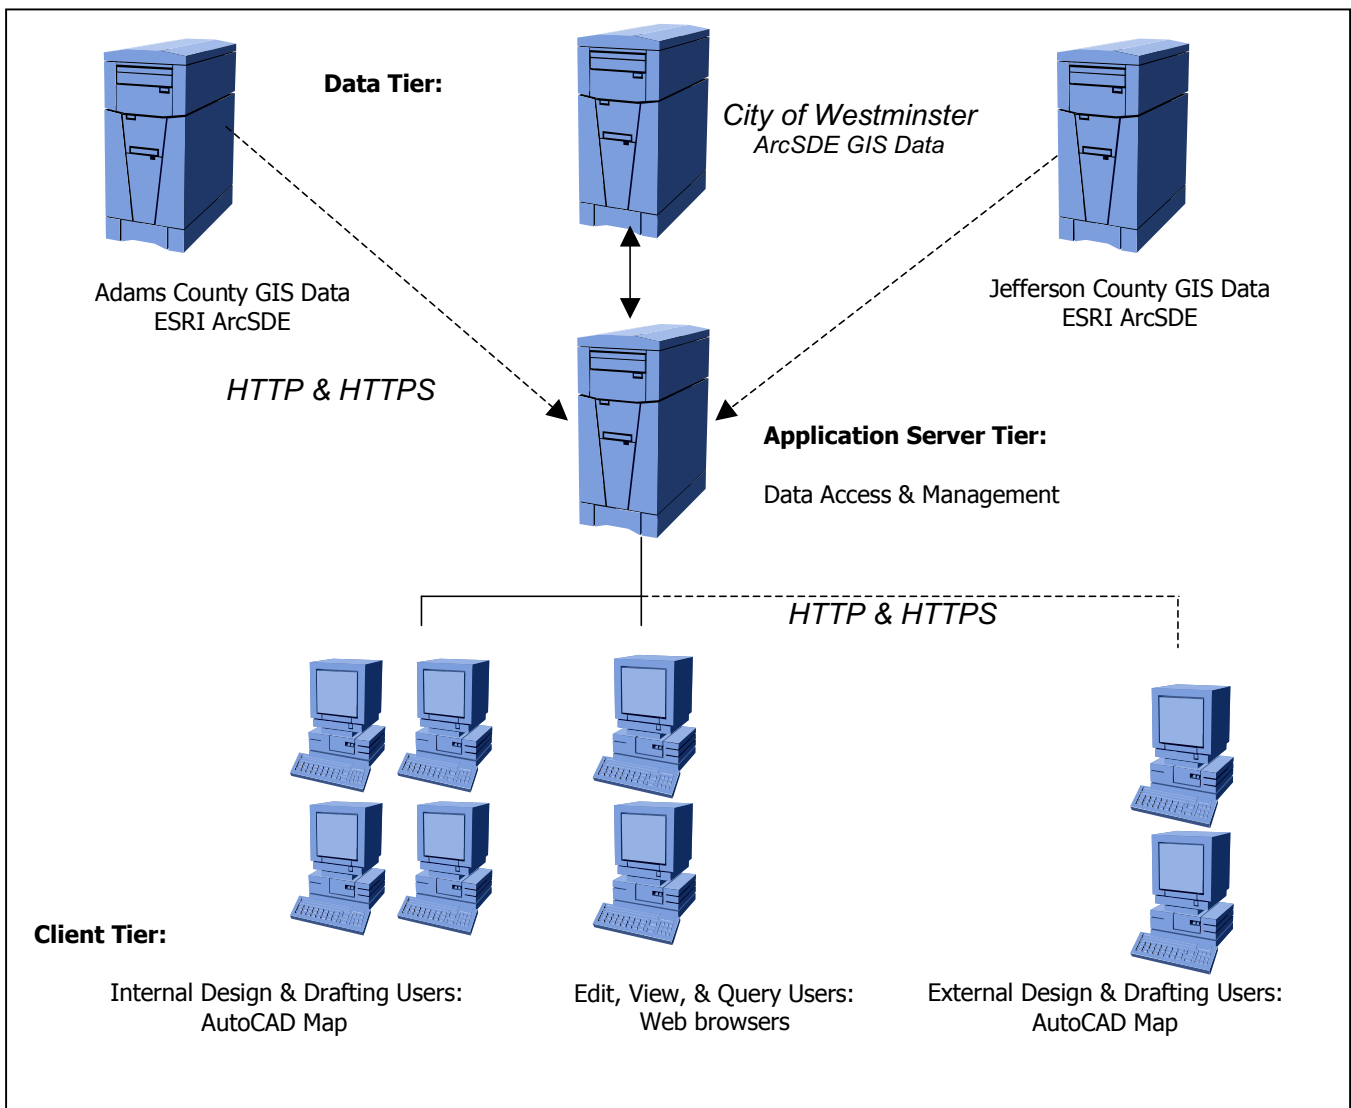 Data Tier:
City of Westminster
ArcSDE GIS Data
Adams County GIS Data
ESRI ArcSDE
Jefferson County GIS Data
ESRI ArcSDE
HTTP & HTTPS
Application Server Tier:
Data Access & Management
HTTP & HTTPS
Client Tier:
Internal Design & Drafting Users:
AutoCAD Map
Edit, View, & Query Users:
Web browsers
External Design & Drafting Users:
AutoCAD Map